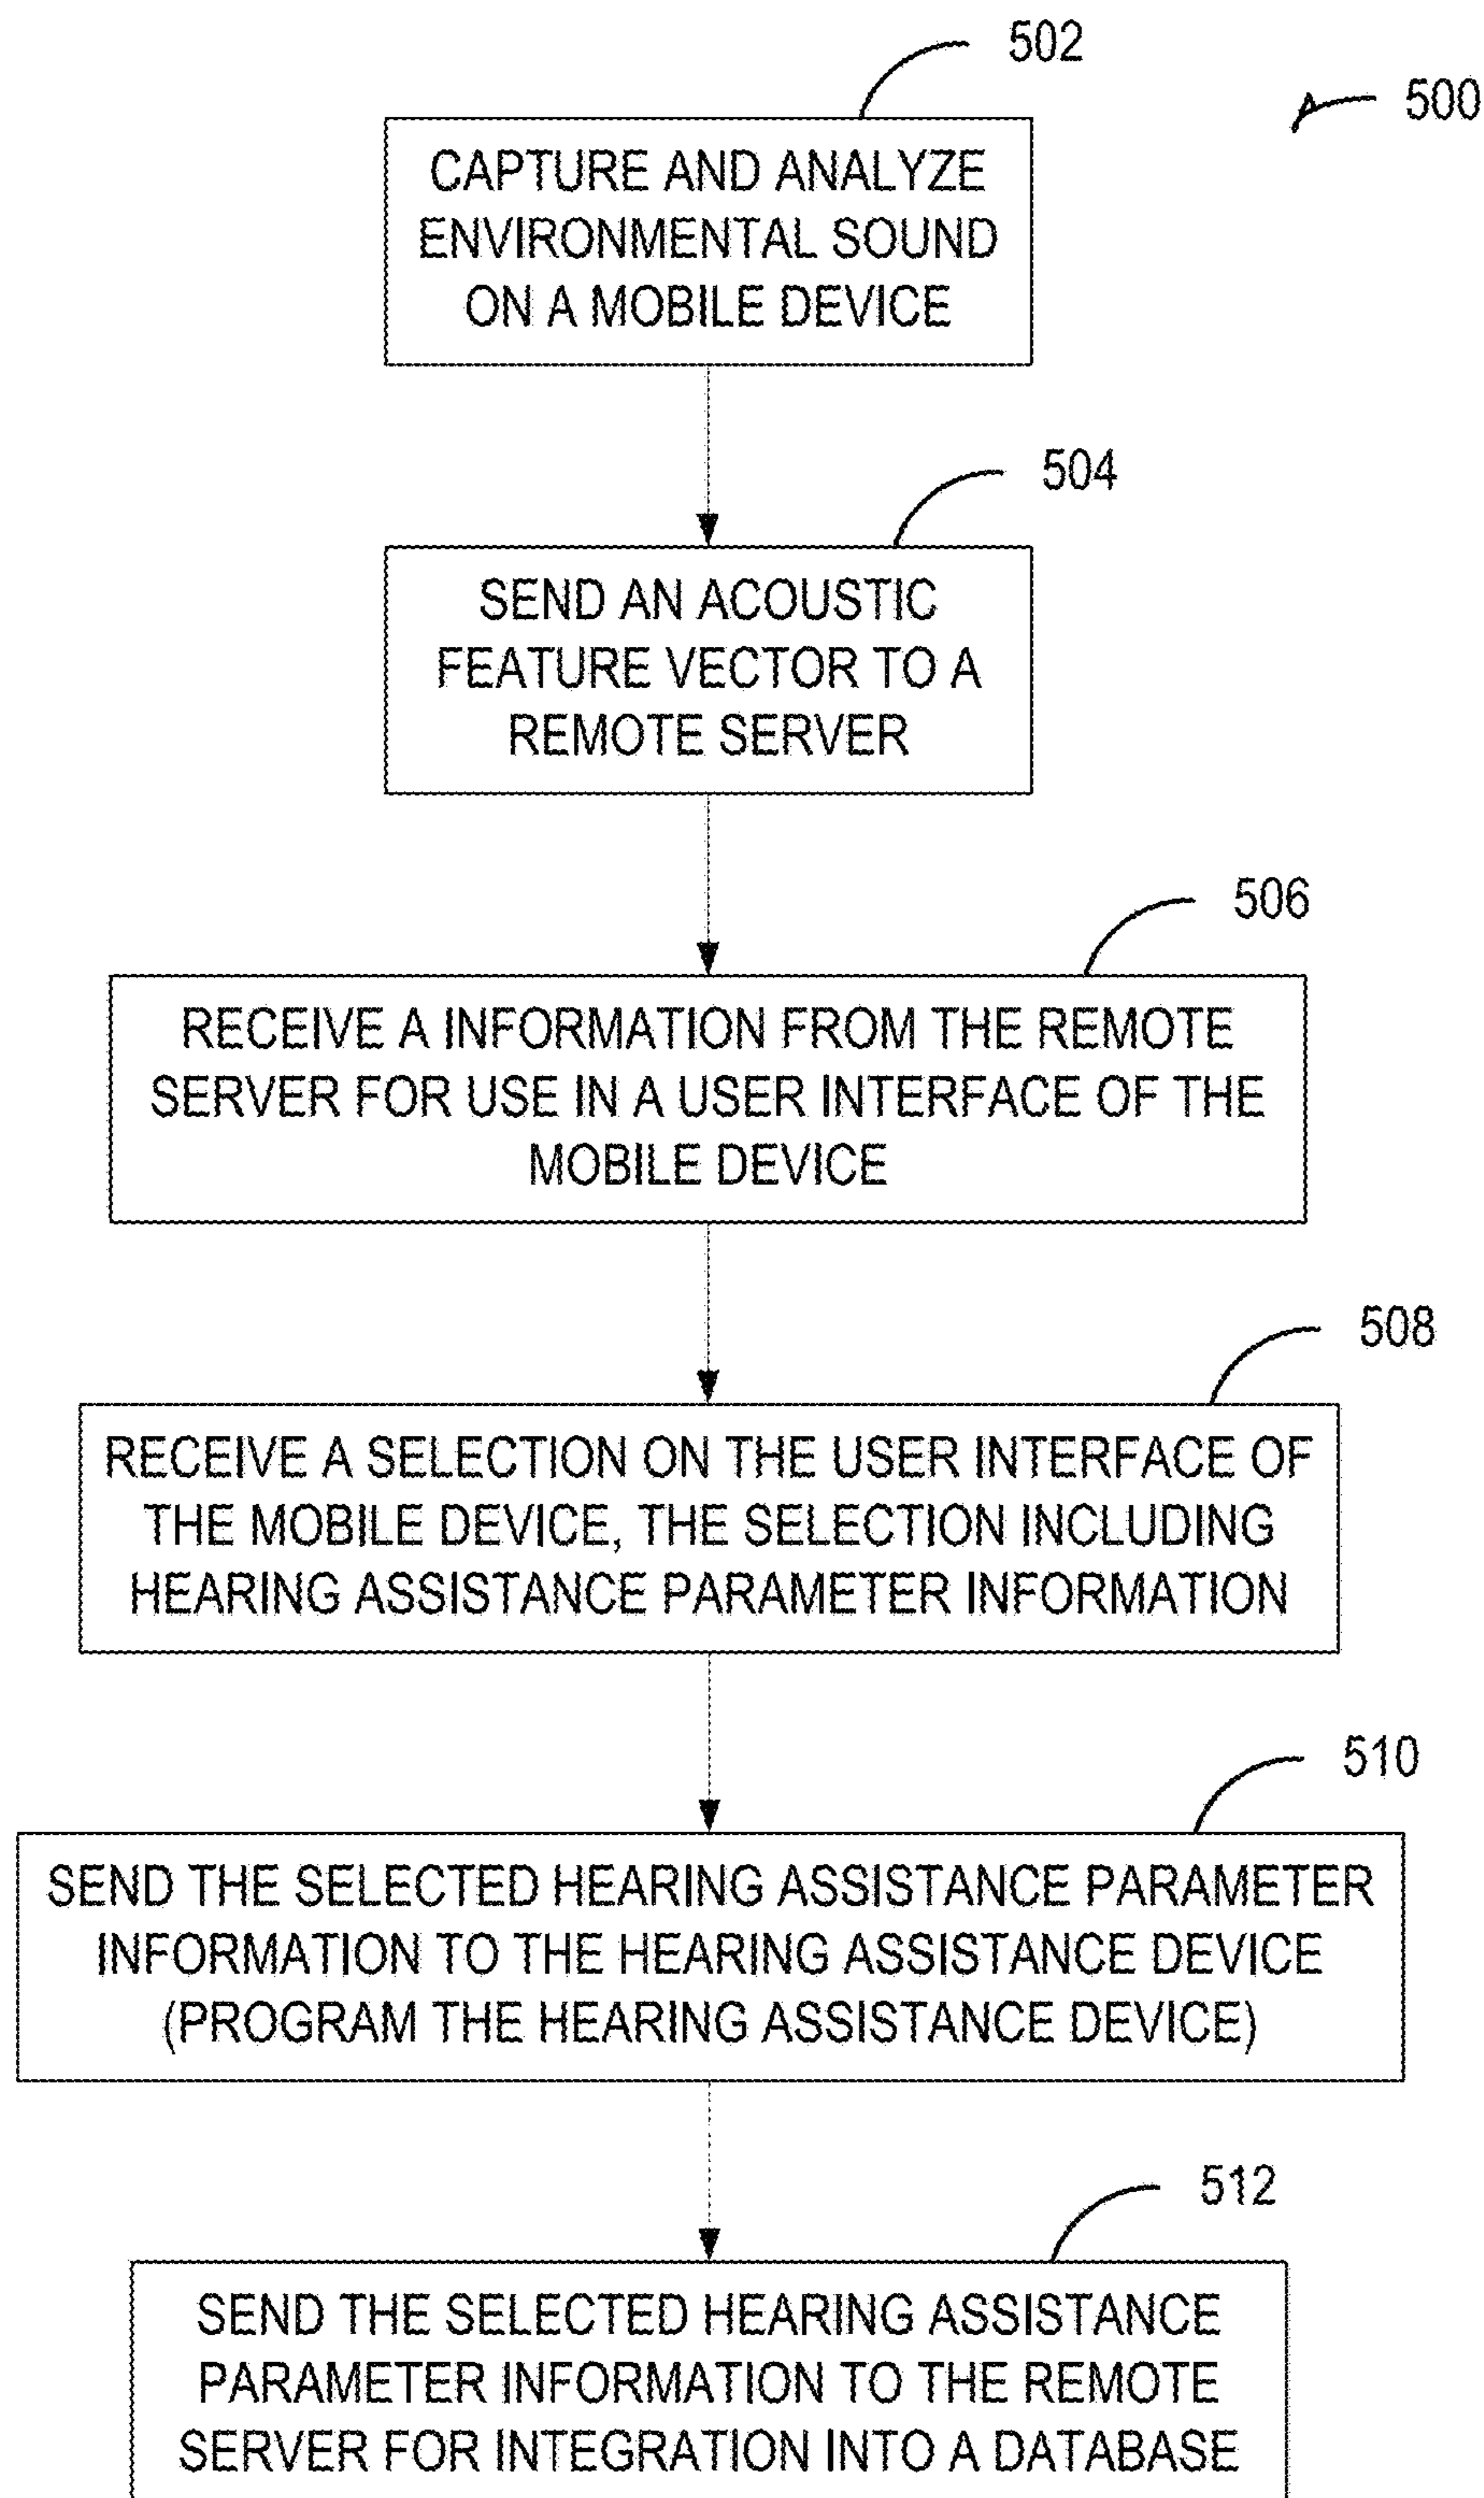 502
500
CAPTURE AND ANALYZE
ENVIRONMENTAL SOUND
ON A MOBILE DEVICE
504
SEND AN ACOUSTIC
FEATURE VECTOR TO A
REMOTE SERVER
506
RECEIVE A INFORMATION FROM THE REMOTE
SERVER FOR USE IN A USER INTERFACE OF THE
MOBILE DEVICE
508
RECEIVE A SELECTION ON THE USER INTERFACE OF
THE MOBILE DEVICE, THE SELECTION INCLUDING
HEARING ASSISTANCE PARAMETER INFORMATION
510
SEND THE SELECTED HEARING ASSISTANCE PARAMETER
INFORMATION TO THE HEARING ASSISTANCE DEVICE
(PROGRAM THE HEARING ASSISTANCE DEVICE)
512
SEND THE SELECTED HEARING ASSISTANCE
PARAMETER INFORMATION TO THE REMOTE
SERVER FOR INTEGRATION INTO A DATABASE